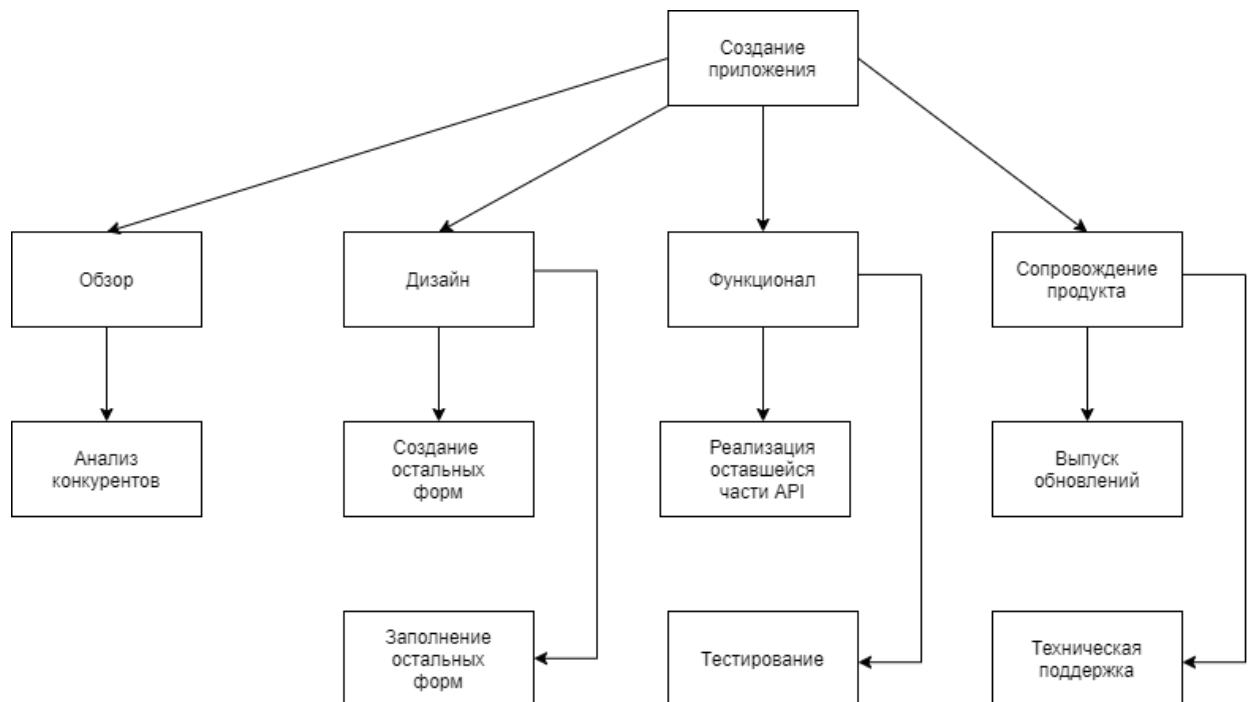 Создание
приложения
Обзор
Дизайн
Функционал
Сопровождение
продукта
Анализ
конкурентов
Создание
остальных
форм
Реализация
оставшейся
части API
Выпуск
обновлений
Заполнение
остальных
форм
Тестирование
Техническая
поддержка